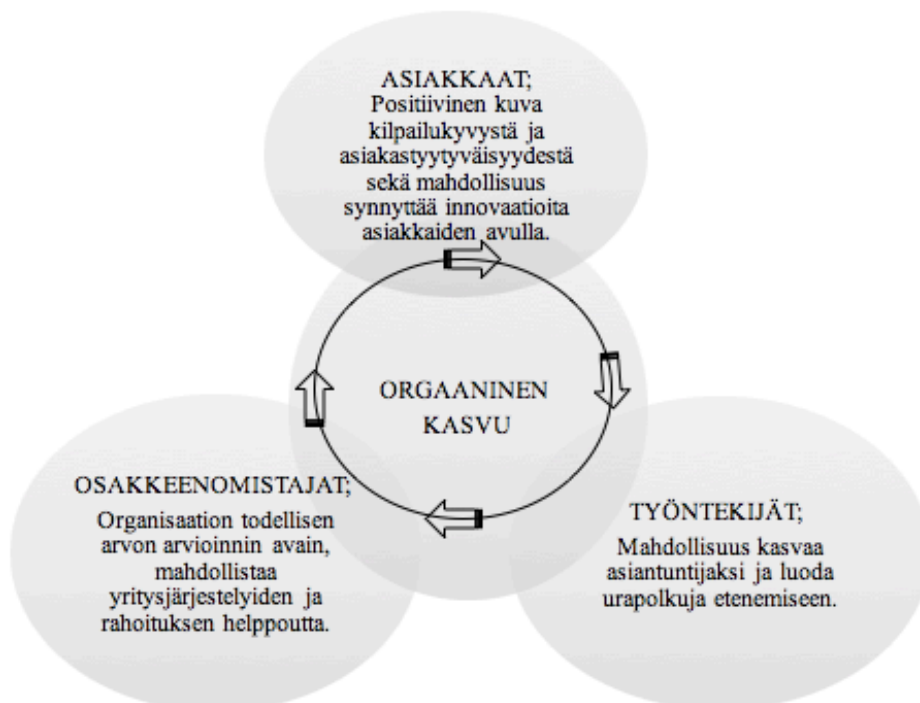 ASIAKKAAT;
Positiivinen kuva
kilpailukyvystä ja
asiakastyytyväisyydestä
sekä mahdollisuus
synnyttää innovaatioita
asiakkaiden avulla.
ORGAANINEN
KASVU
OSAKKEENOMISTAJAT;
Organisaation todellisen
arvon arvioinnin avain,
mahdollistaa
yritysjärjestelyiden ja
rahoituksen helppoutta.
TYÖNTEKIJÄT;
Mahdollisuus kasvaa
asiantuntijaksi ja luoda
urapolkuja etenemiseen.